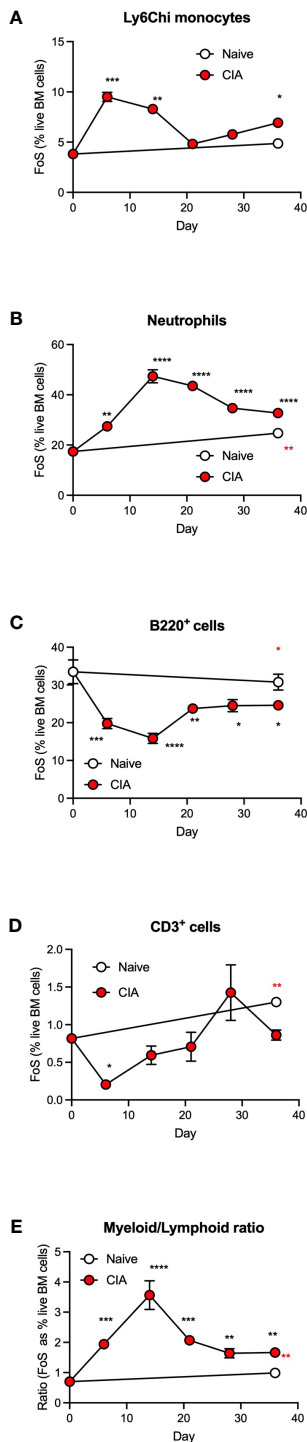 A
Ly6Chi monocytes
FoS (% live BM cells)
15
10
5
0
Naive
CIA
***
**
*
0 10 20 30 40
Day
B
Neutrophils
FoS (% live BM cells)
60
40
20
0
**
****
****
****
****
Naive
CIA
**
0 10 20 30 40
Day
C
B220+ cells
FoS (% live BM cells)
40
30
20
10
0
*
***
****
**
*
*
Naive
CIA
0 10 20 30 40
Day
D
CD3+ cells
FoS (% live BM cells)
2.0
1.5
1.0
0.5
0.0
Naive
CIA
**
*
0 10 20 30 40
Day
E
Myeloid/Lymphoid ratio
Ratio (FoS as % live BM cells)
5
4
3
2
1
0
Naive
CIA
****
***
***
**
**
**
0 10 20 30 40
Day